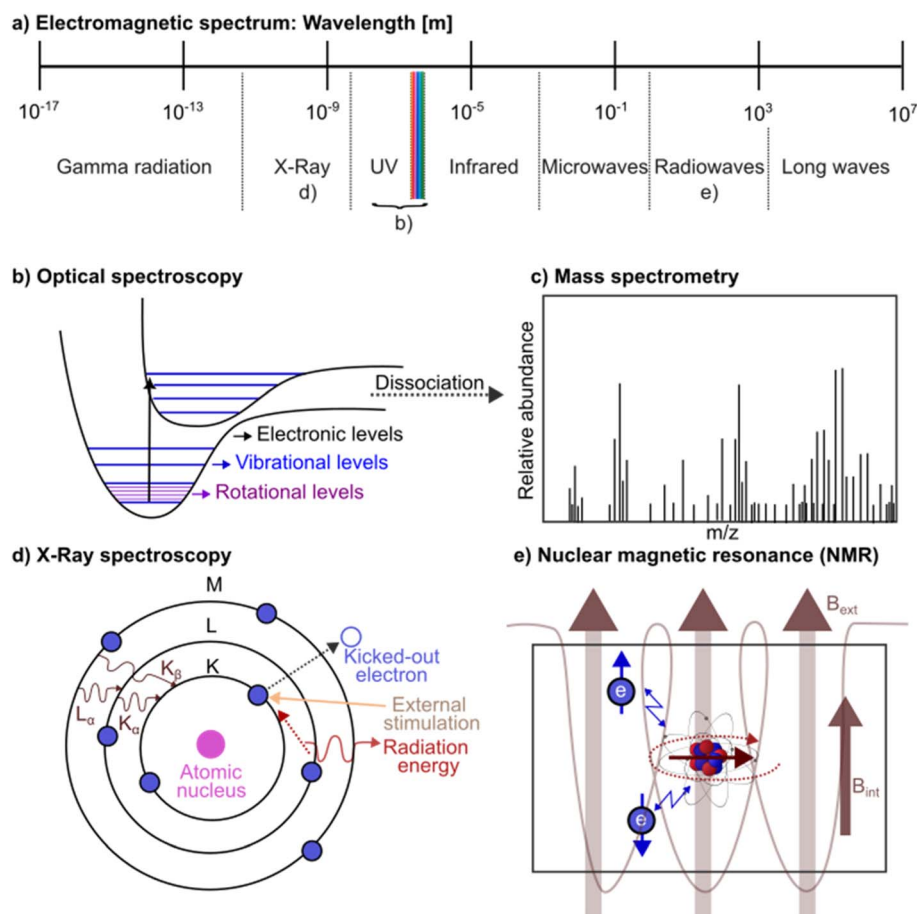 a) Electromagnetic spectrum: Wavelength [m]
10⁻¹⁷ 10⁻¹³ 10⁻⁹ 10⁻⁵ 10⁻¹ 10³ 10⁷
Gamma radiation X-Ray UV Infrared Microwaves Radiowaves Long waves
d) e)
b)
b) Optical spectroscopy
c) Mass spectrometry
Dissociation
Electronic levels
Vibrational levels
Rotational levels
Relative abundance
m/z
d) X-Ray spectroscopy
M
L
K
Kicked-out
electron
Kβ
Lα Kα
External
stimulation
Radiation
energy
Atomic
nucleus
e) Nuclear magnetic resonance (NMR)
Bext
e
Bint
e